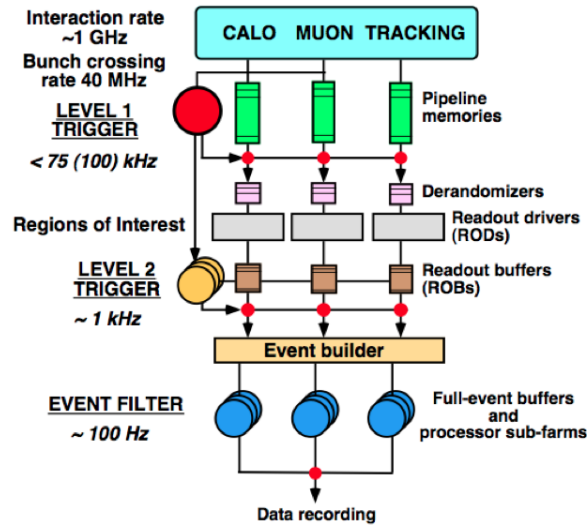 Interaction rate
~1 GHz
CALO MUON TRACKING
Bunch crossing
rate 40 MHz
LEVEL 1
TRIGGER
Pipeline
memories
< 75 (100) kHz
Derandomizers
Regions of Interest
Readout drivers
(RODs)
LEVEL 2
TRIGGER
Readout buffers
(ROBs)
~ 1 kHz
Event builder
EVENT FILTER
~ 100 Hz
Full-event buffers
and
processor sub-farms
Data recording